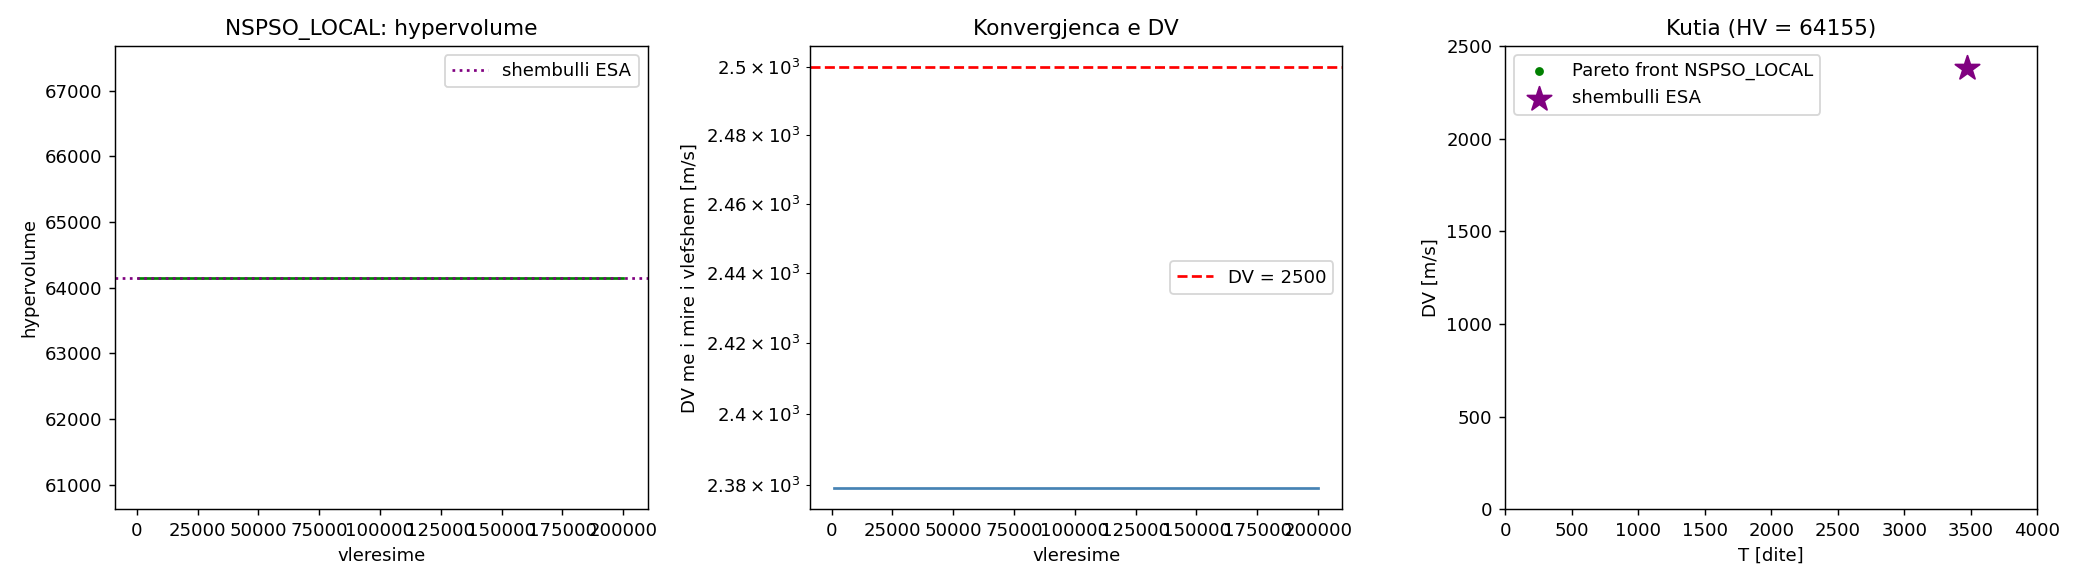 NSPSO_LOCAL: hypervolume
shembulli ESA
67000
66000
65000
64000
63000
62000
61000
hypervolume
0
25000
50000
75000
100000
125000
150000
175000
200000
vleresime
Konvergjenca e DV
2.5 × 10³
2.48 × 10³
2.46 × 10³
2.44 × 10³
2.42 × 10³
2.4 × 10³
2.38 × 10³
DV me i mire i vlefshem [m/s]
DV = 2500
0
25000
50000
75000
100000
125000
150000
175000
200000
vleresime
Kutia (HV = 64155)
Pareto front NSPSO_LOCAL
shembulli ESA
2500
2000
1500
1000
500
0
DV [m/s]
0
500
1000
1500
2000
2500
3000
3500
4000
T [dite]